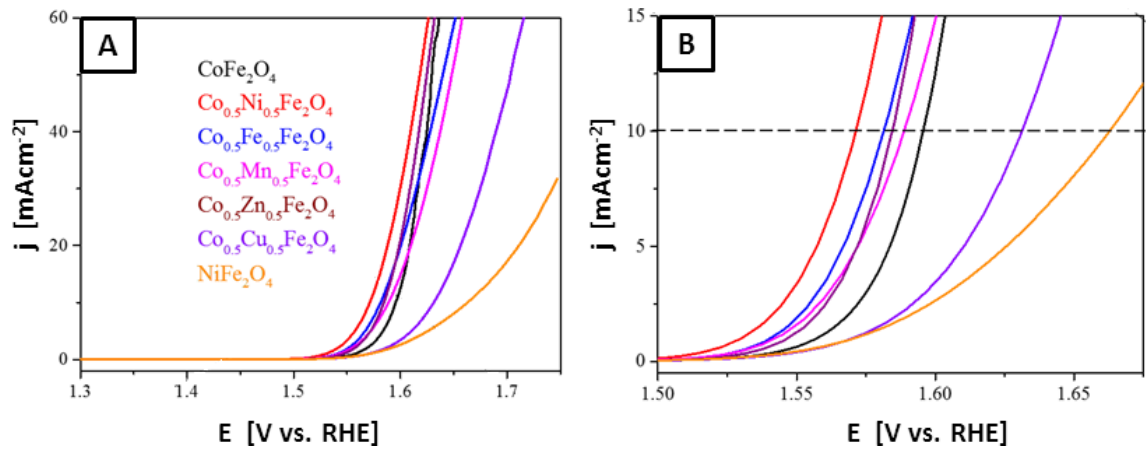 A
60
40
20
0
j [mAcm⁻²]
CoFe₂O₄
Co₀.₅Ni₀.₅Fe₂O₄
Co₀.₅Fe₀.₅Fe₂O₄
Co₀.₅Mn₀.₅Fe₂O₄
Co₀.₅Zn₀.₅Fe₂O₄
Co₀.₅Cu₀.₅Fe₂O₄
NiFe₂O₄
1.3 1.4 1.5 1.6 1.7
E [V vs. RHE]
B
15
10
5
0
j [mAcm⁻²]
1.50 1.55 1.60 1.65
E [V vs. RHE]